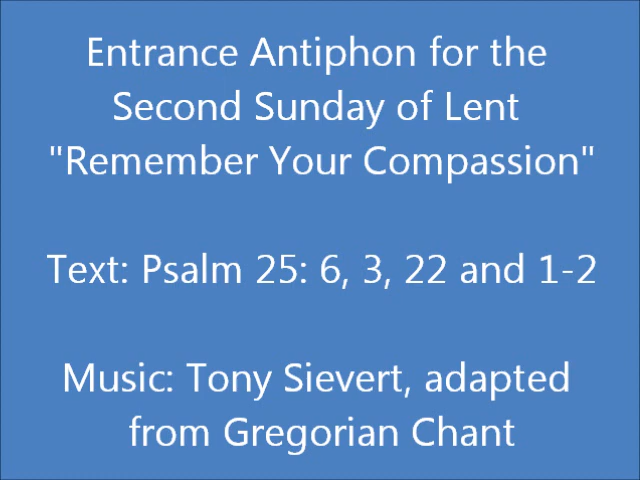 Entrance Antiphon for the
Second Sunday of Lent
"Remember Your Compassion"
Text: Psalm 25: 6, 3, 22 and 1-2
Music: Tony Sievert, adapted
from Gregorian Chant